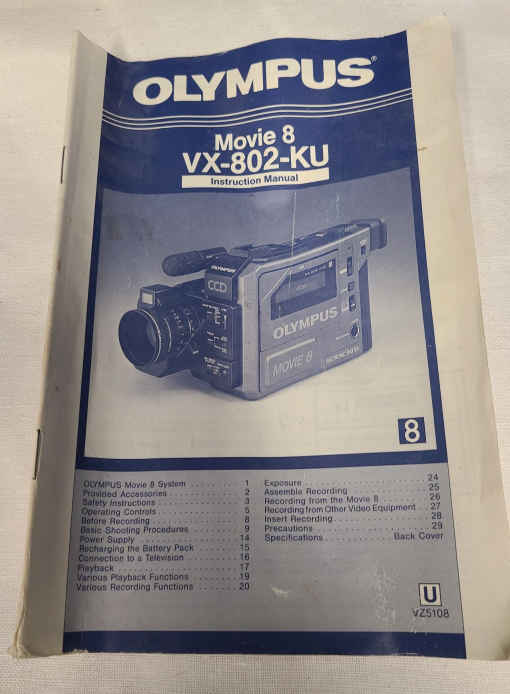 OLYMPUS®
Movie 8
VX-802-KU
Instruction Manual
OLYMPUS
CCD
OLYMPUS
MOVIE 8
8
OLYMPUS Movie 8 System . . . . . . . . . 1
Provided Accessories . . . . . . . . . . . . 2
Safety Instructions . . . . . . . . . . . . . . 3
Operating Controls . . . . . . . . . . . . . . 5
Before Recording . . . . . . . . . . . . . . . 8
Basic Shooting Procedures . . . . . . . . 9
Power Supply . . . . . . . . . . . . . . . . . 14
Recharging the Battery Pack . . . . . . . 15
Connection to a Television . . . . . . . . 16
Playback . . . . . . . . . . . . . . . . . . . . 17
Various Playback Functions . . . . . . . . 19
Various Recording Functions . . . . . . . 20
Exposure . . . . . . . . . . . . . . . . . . . . 24
Assemble Recording . . . . . . . . . . . . . 25
Recording from the Movie 8 . . . . . . . . 26
Recording from Other Video Equipment . . 27
Insert Recording . . . . . . . . . . . . . . . 28
Precautions . . . . . . . . . . . . . . . . . . 29
Specifications . . . . . . . . . . . . Back Cover
U
VZ5108